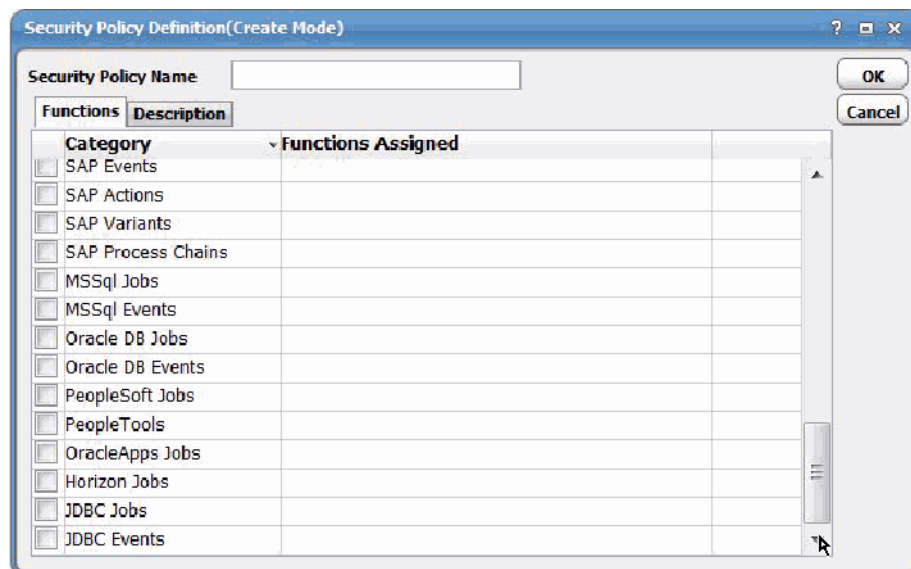 Security Policy Definition(Create Mode)
?
Security Policy Name
OK
Functions Description
Cancel
Category Functions Assigned
SAP Events
SAP Actions
SAP Variants
SAP Process Chains
MSSql Jobs
MSSql Events
Oracle DB Jobs
Oracle DB Events
PeopleSoft Jobs
PeopleTools
OracleApps Jobs
Horizon Jobs
JDBC Jobs
JDBC Events